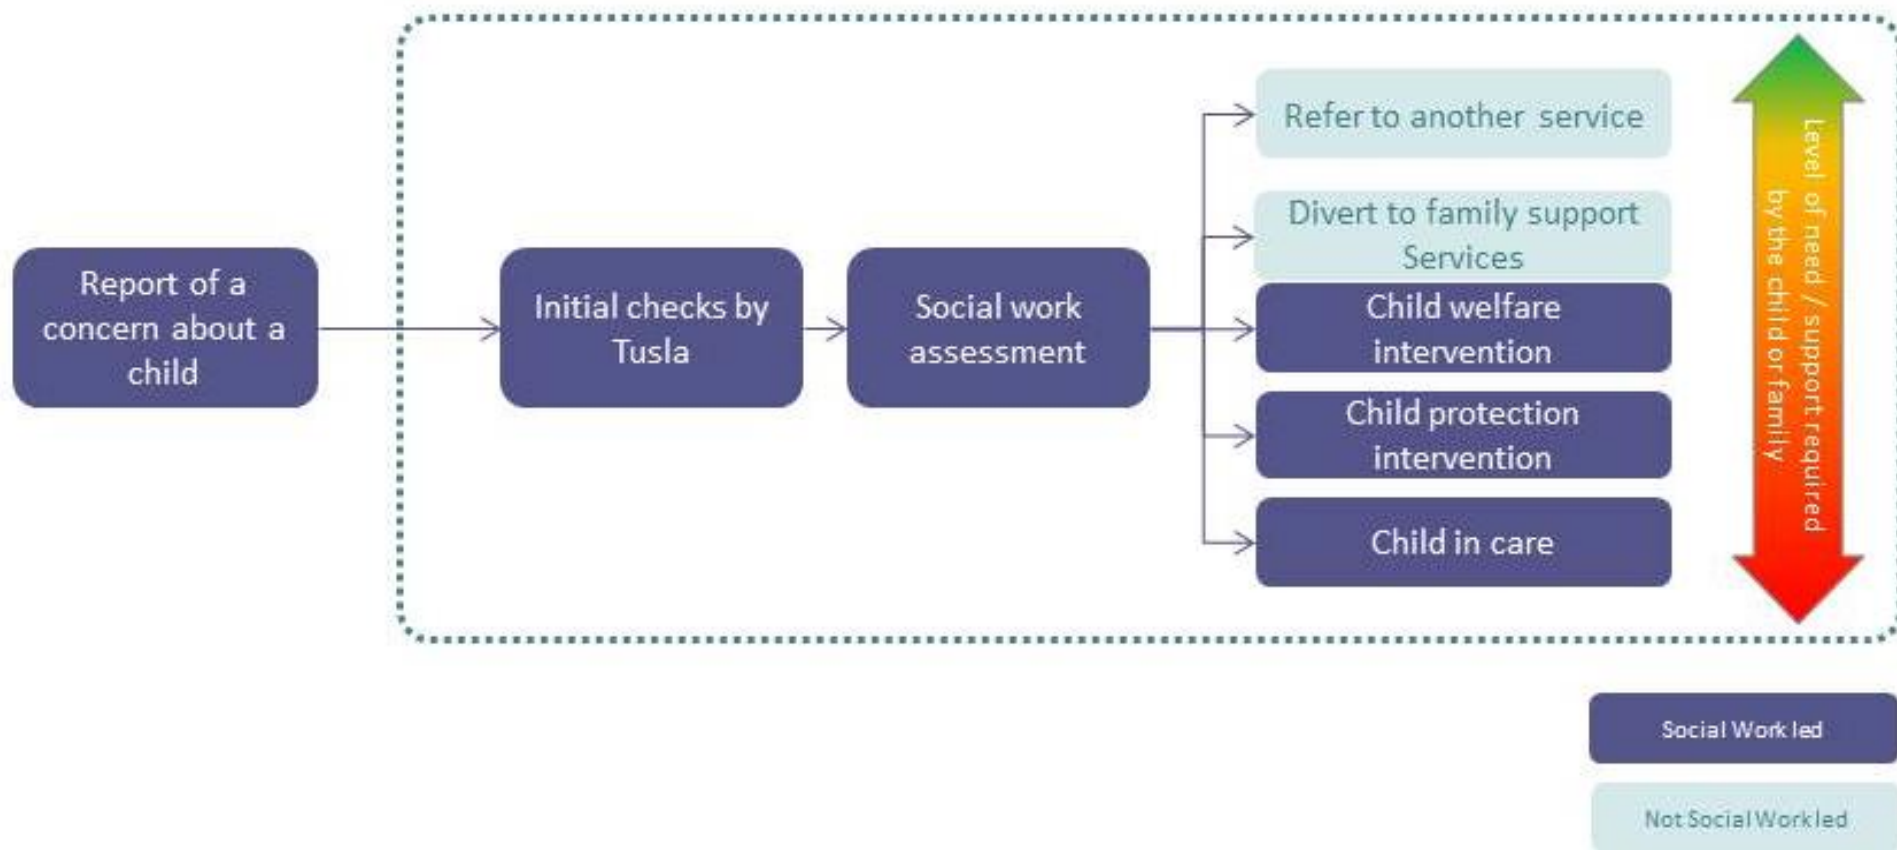 Report of a
concern about a
child
Initial checks by
Tusla
Social work
assessment
Refer to another service
Divert to family support
Services
Child welfare
intervention
Child protection
intervention
Child in care
Level of need / support required
by the child or family
Social Work led
Not Social Work led